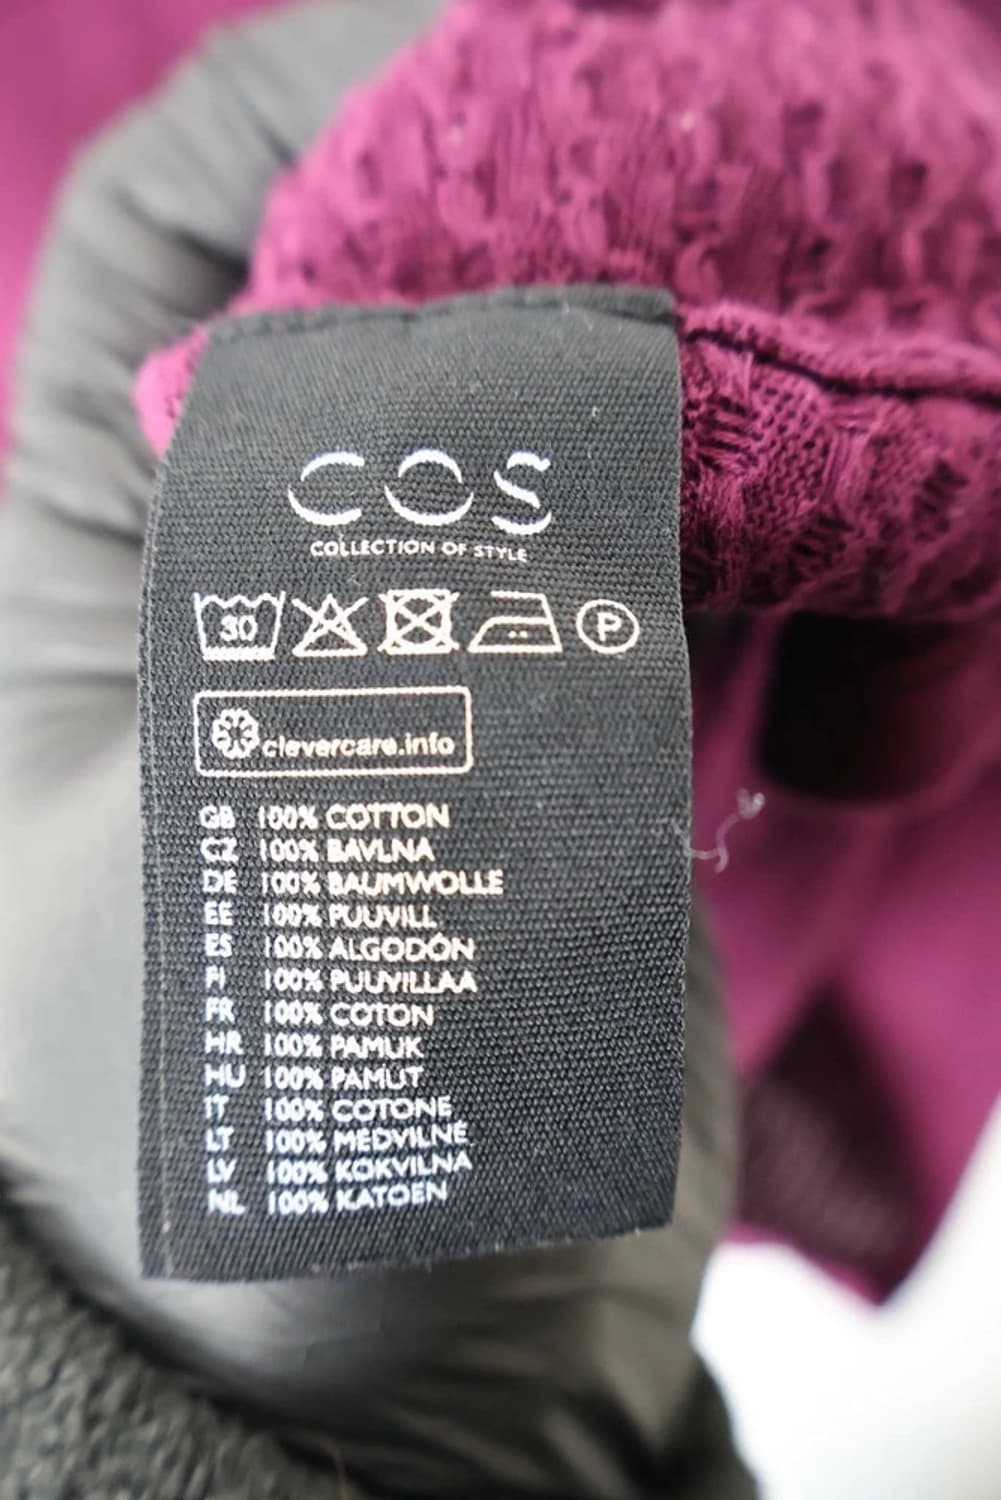 COS
COLLECTION OF STYLE
30 P
clevercare.info
GB 100% COTTON
CZ 100% BAVLNA
DE 100% BAUMWOLLE
EE 100% PUUVILL
ES 100% ALGODÓN
FI 100% PUUVILLAA
FR 100% COTON
HR 100% PAMUK
HU 100% PAMUT
IT 100% COTONE
LT 100% MEDVILNĖ
LV 100% KOKVILNA
NL 100% KATOEN